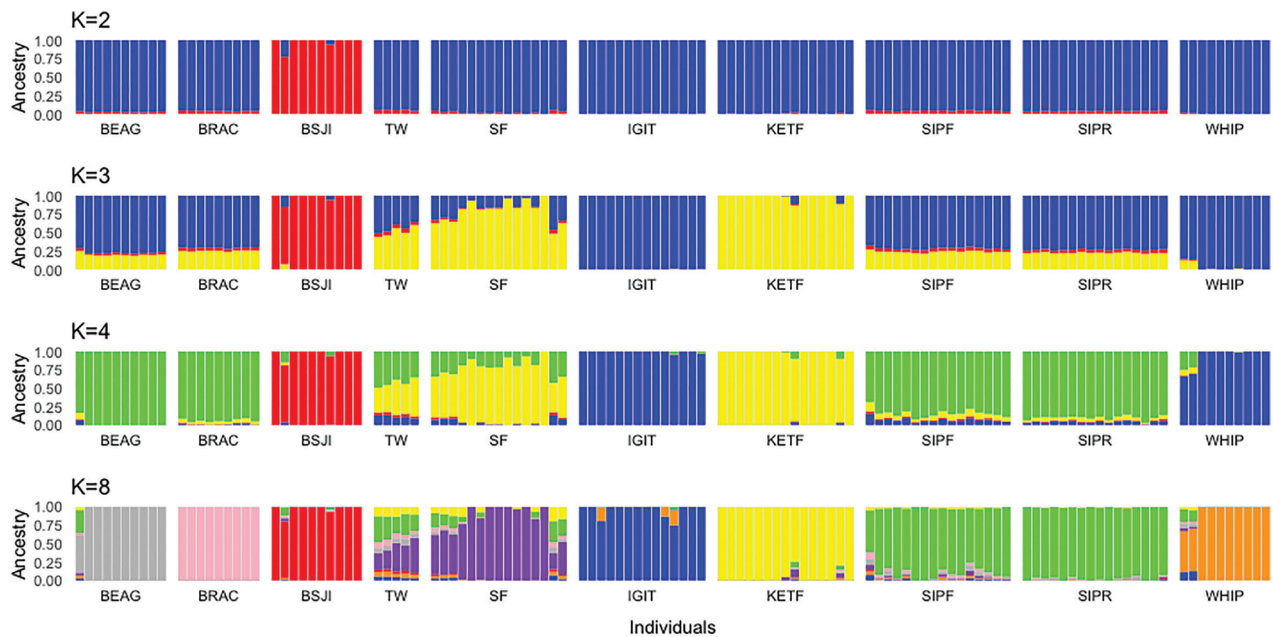 K=2
Ancestry
1.00
0.75
0.50
0.25
0.00
BEAG BRAC BSJI TW SF IGIT KETF SIPF SIPR WHIP
K=3
Ancestry
1.00
0.75
0.50
0.25
0.00
BEAG BRAC BSJI TW SF IGIT KETF SIPF SIPR WHIP
K=4
Ancestry
1.00
0.75
0.50
0.25
0.00
BEAG BRAC BSJI TW SF IGIT KETF SIPF SIPR WHIP
K=8
Ancestry
1.00
0.75
0.50
0.25
0.00
BEAG BRAC BSJI TW SF IGIT KETF SIPF SIPR WHIP
Individuals